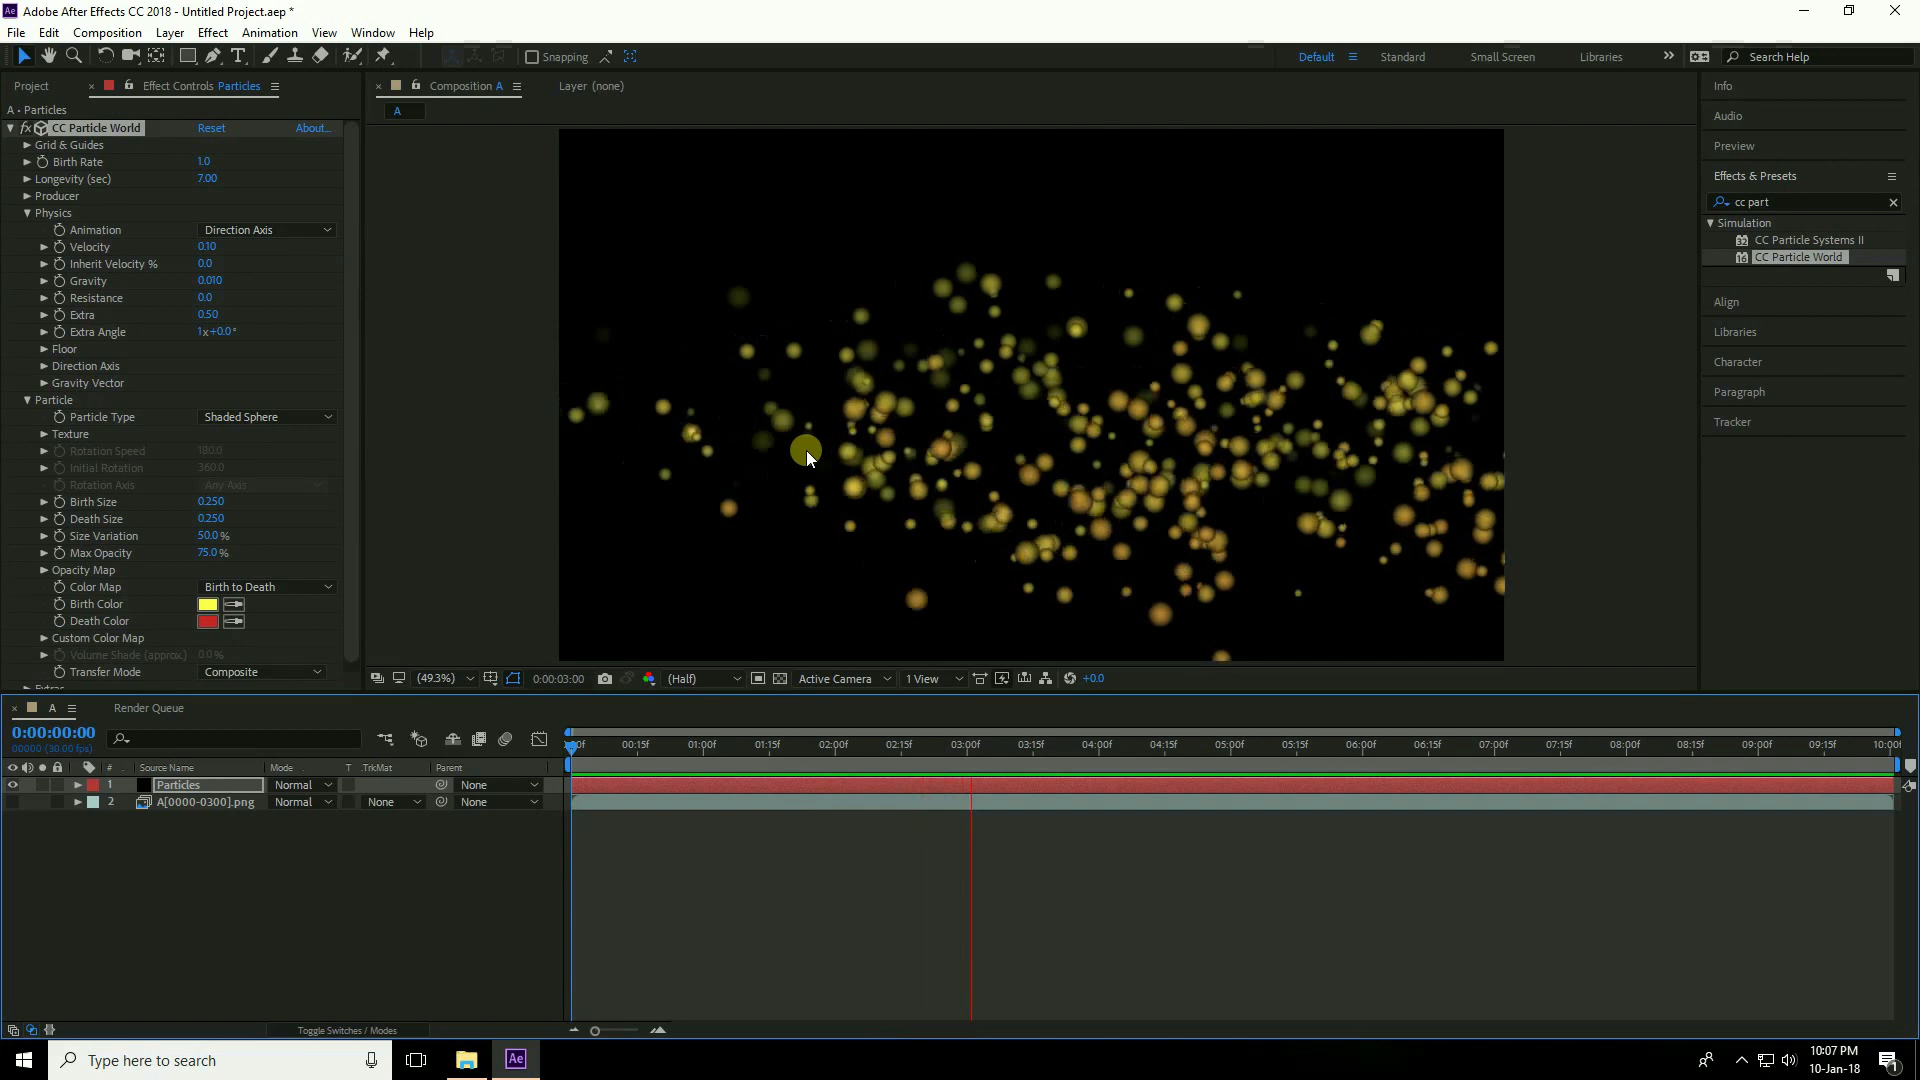 Adobe After Effects CC 2018 - Untitled Project.aep *
File Edit Composition Layer Effect Animation View Window Help
Snapping Default Standard Small Screen Libraries Search Help
Project Effect Controls Particles
A • Particles
fx CC Particle World Reset About...
Grid & Guides
Birth Rate 1.0
Longevity (sec) 7.00
Producer
Physics
Animation Direction Axis
Velocity 0.10
Inherit Velocity % 0.0
Gravity 0.010
Resistance 0.0
Extra 0.50
Extra Angle 1x+0.0°
Floor
Direction Axis
Gravity Vector
Particle
Particle Type Shaded Sphere
Texture
Rotation Speed 180.0
Initial Rotation 360.0
Rotation Axis Any Axis
Birth Size 0.250
Death Size 0.250
Size Variation 50.0 %
Max Opacity 75.0 %
Opacity Map
Color Map Birth to Death
Birth Color
Death Color
Custom Color Map
Volume Shade (approx.) 0.0 %
Transfer Mode Composite
Extras
Composition A Layer (none)
A
(49.3%) 0:00:03:00 (Half) Active Camera 1 View +0.0
Info
Audio
Preview
Effects & Presets
cc part
Simulation
32 CC Particle Systems II
16 CC Particle World
Align
Libraries
Character
Paragraph
Tracker
A Render Queue
0:00:00:00
00000 (30.00 fps)
00:15f 01:00f 01:15f 02:00f 02:15f 03:00f 03:15f 04:00f 04:15f 05:00f 05:15f 06:00f 06:15f 07:00f 07:15f 08:00f 08:15f 09:00f 09:15f 10:00f
# Source Name Mode T .TrkMat Parent
1 Particles Normal None
2 A[0000-0300].png Normal None None
Toggle Switches / Modes
Type here to search
Ae
10:07 PM
10-Jan-18
1